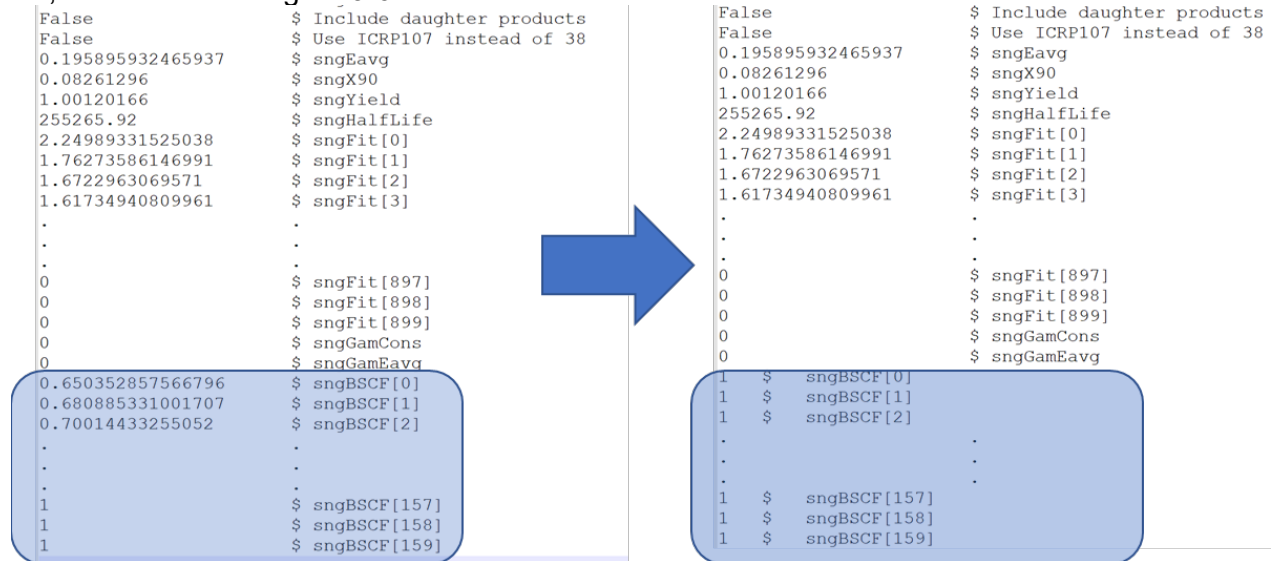 False $ Include daughter products
False $ Use ICRP107 instead of 38
0.195895932465937 $ sngEavg
0.08261296 $ sngX90
1.00120166 $ sngYield
255265.92 $ sngHalfLife
2.24989331525038 $ sngFit[0]
1.76273586146991 $ sngFit[1]
1.6722963069571 $ sngFit[2]
1.61734940809961 $ sngFit[3]
. .
. .
. .
0 $ sngFit[897]
0 $ sngFit[898]
0 $ sngFit[899]
0 $ sngGamCons
0 $ sngGamEavg
0.650352857566796 $ sngBSCF[0]
0.680885331001707 $ sngBSCF[1]
0.70014433255052 $ sngBSCF[2]
. .
. .
. .
1 $ sngBSCF[157]
1 $ sngBSCF[158]
1 $ sngBSCF[159]
False $ Include daughter products
False $ Use ICRP107 instead of 38
0.195895932465937 $ sngEavg
0.08261296 $ sngX90
1.00120166 $ sngYield
255265.92 $ sngHalfLife
2.24989331525038 $ sngFit[0]
1.76273586146991 $ sngFit[1]
1.6722963069571 $ sngFit[2]
1.61734940809961 $ sngFit[3]
. .
. .
. .
0 $ sngFit[897]
0 $ sngFit[898]
0 $ sngFit[899]
0 $ sngGamCons
0 $ sngGamEavg
1 $ sngBSCF[0]
1 $ sngBSCF[1]
1 $ sngBSCF[2]
. .
. .
. .
1 $ sngBSCF[157]
1 $ sngBSCF[158]
1 $ sngBSCF[159]